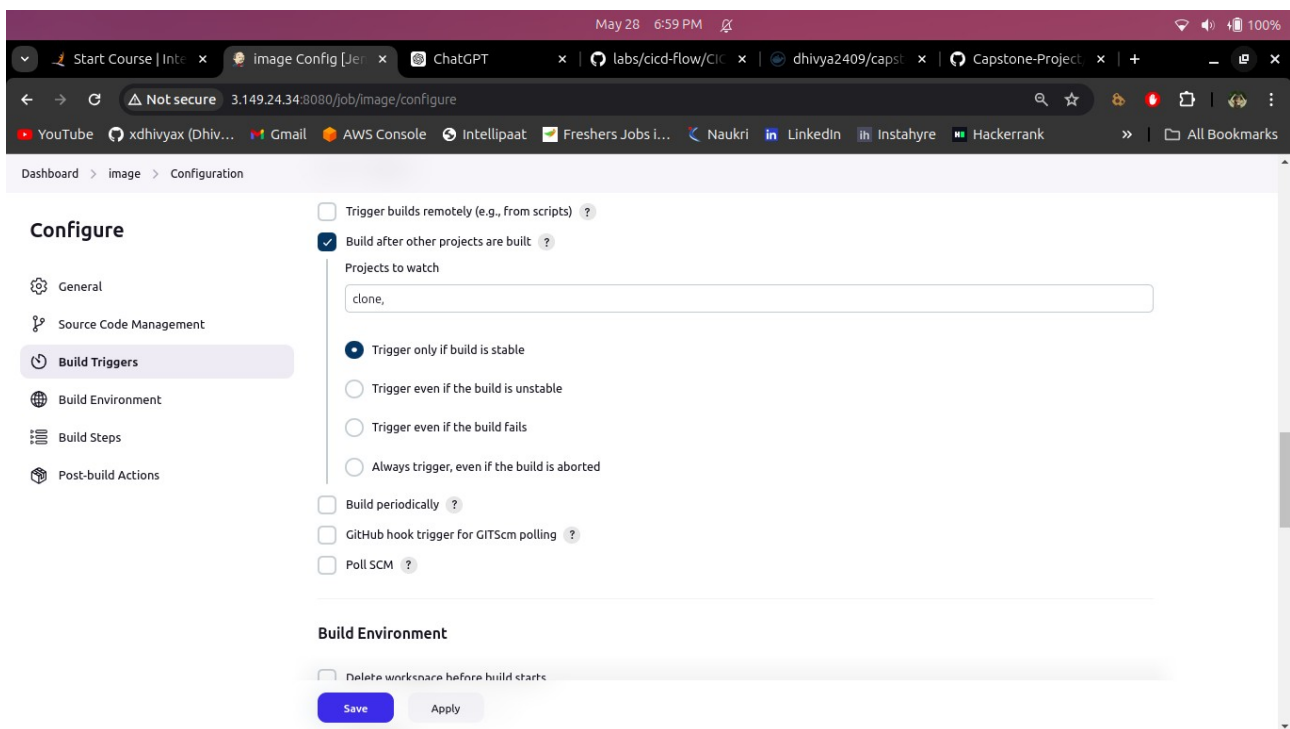 May 28 6:59 PM
100%
Start Course | Inte
image Config [Jen
ChatGPT
labs/cicd-flow/CIC
dhivya2409/capst
Capstone-Project
Not secure 3.149.24.34:8080/job/image/configure
YouTube xdhivyax (Dhiv... Gmail AWS Console Intellipaat Freshers Jobs i... Naukri LinkedIn Instahyre Hackerrank » All Bookmarks
Dashboard > image > Configuration
Configure
General
Source Code Management
Build Triggers
Build Environment
Build Steps
Post-build Actions
Trigger builds remotely (e.g., from scripts) ?
Build after other projects are built ?
Projects to watch
clone,
Trigger only if build is stable
Trigger even if the build is unstable
Trigger even if the build fails
Always trigger, even if the build is aborted
Build periodically ?
GitHub hook trigger for GITScm polling ?
Poll SCM ?
Build Environment
Delete workspace before build starts
Save Apply